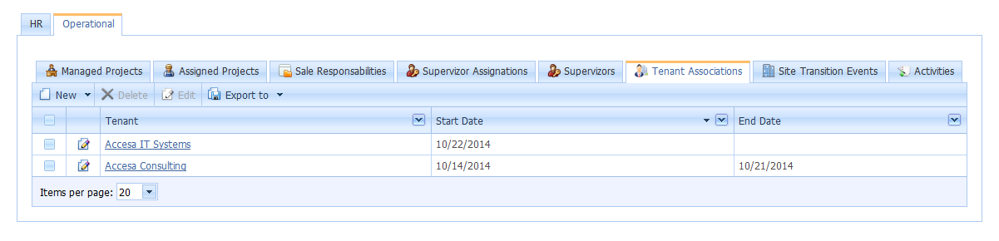 HR Operational
Managed Projects Assigned Projects Sale Responsabilities Supervisor Assignations Supervisors Tenant Associations Site Transition Events Activities
New Delete Edit Export to
Tenant Start Date End Date
Accesa IT Systems 10/22/2014
Accesa Consulting 10/14/2014 10/21/2014
Items per page: 20